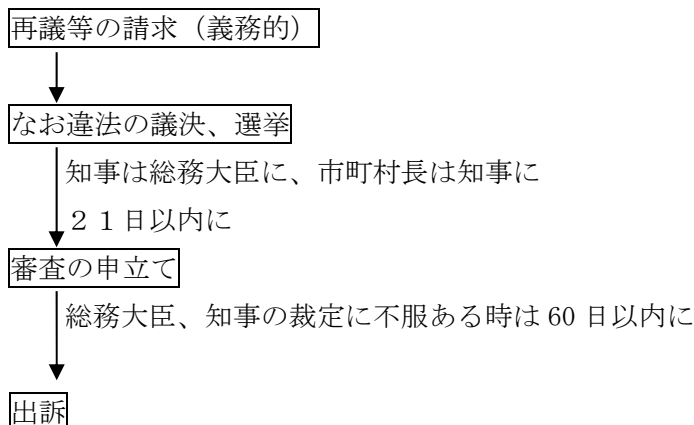 再議等の請求（義務的）
なお違法の議決、選挙
知事は総務大臣に、市町村長は知事に
２１日以内に
審査の申立て
総務大臣、知事の裁定に不服ある時は 60 日以内に
出訴